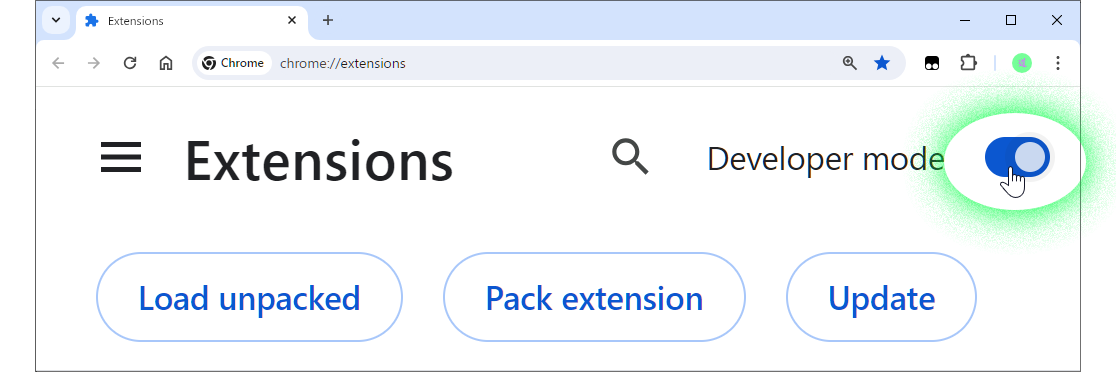 Extensions
Chrome chrome://extensions
Extensions Developer mode
Load unpacked Pack extension Update